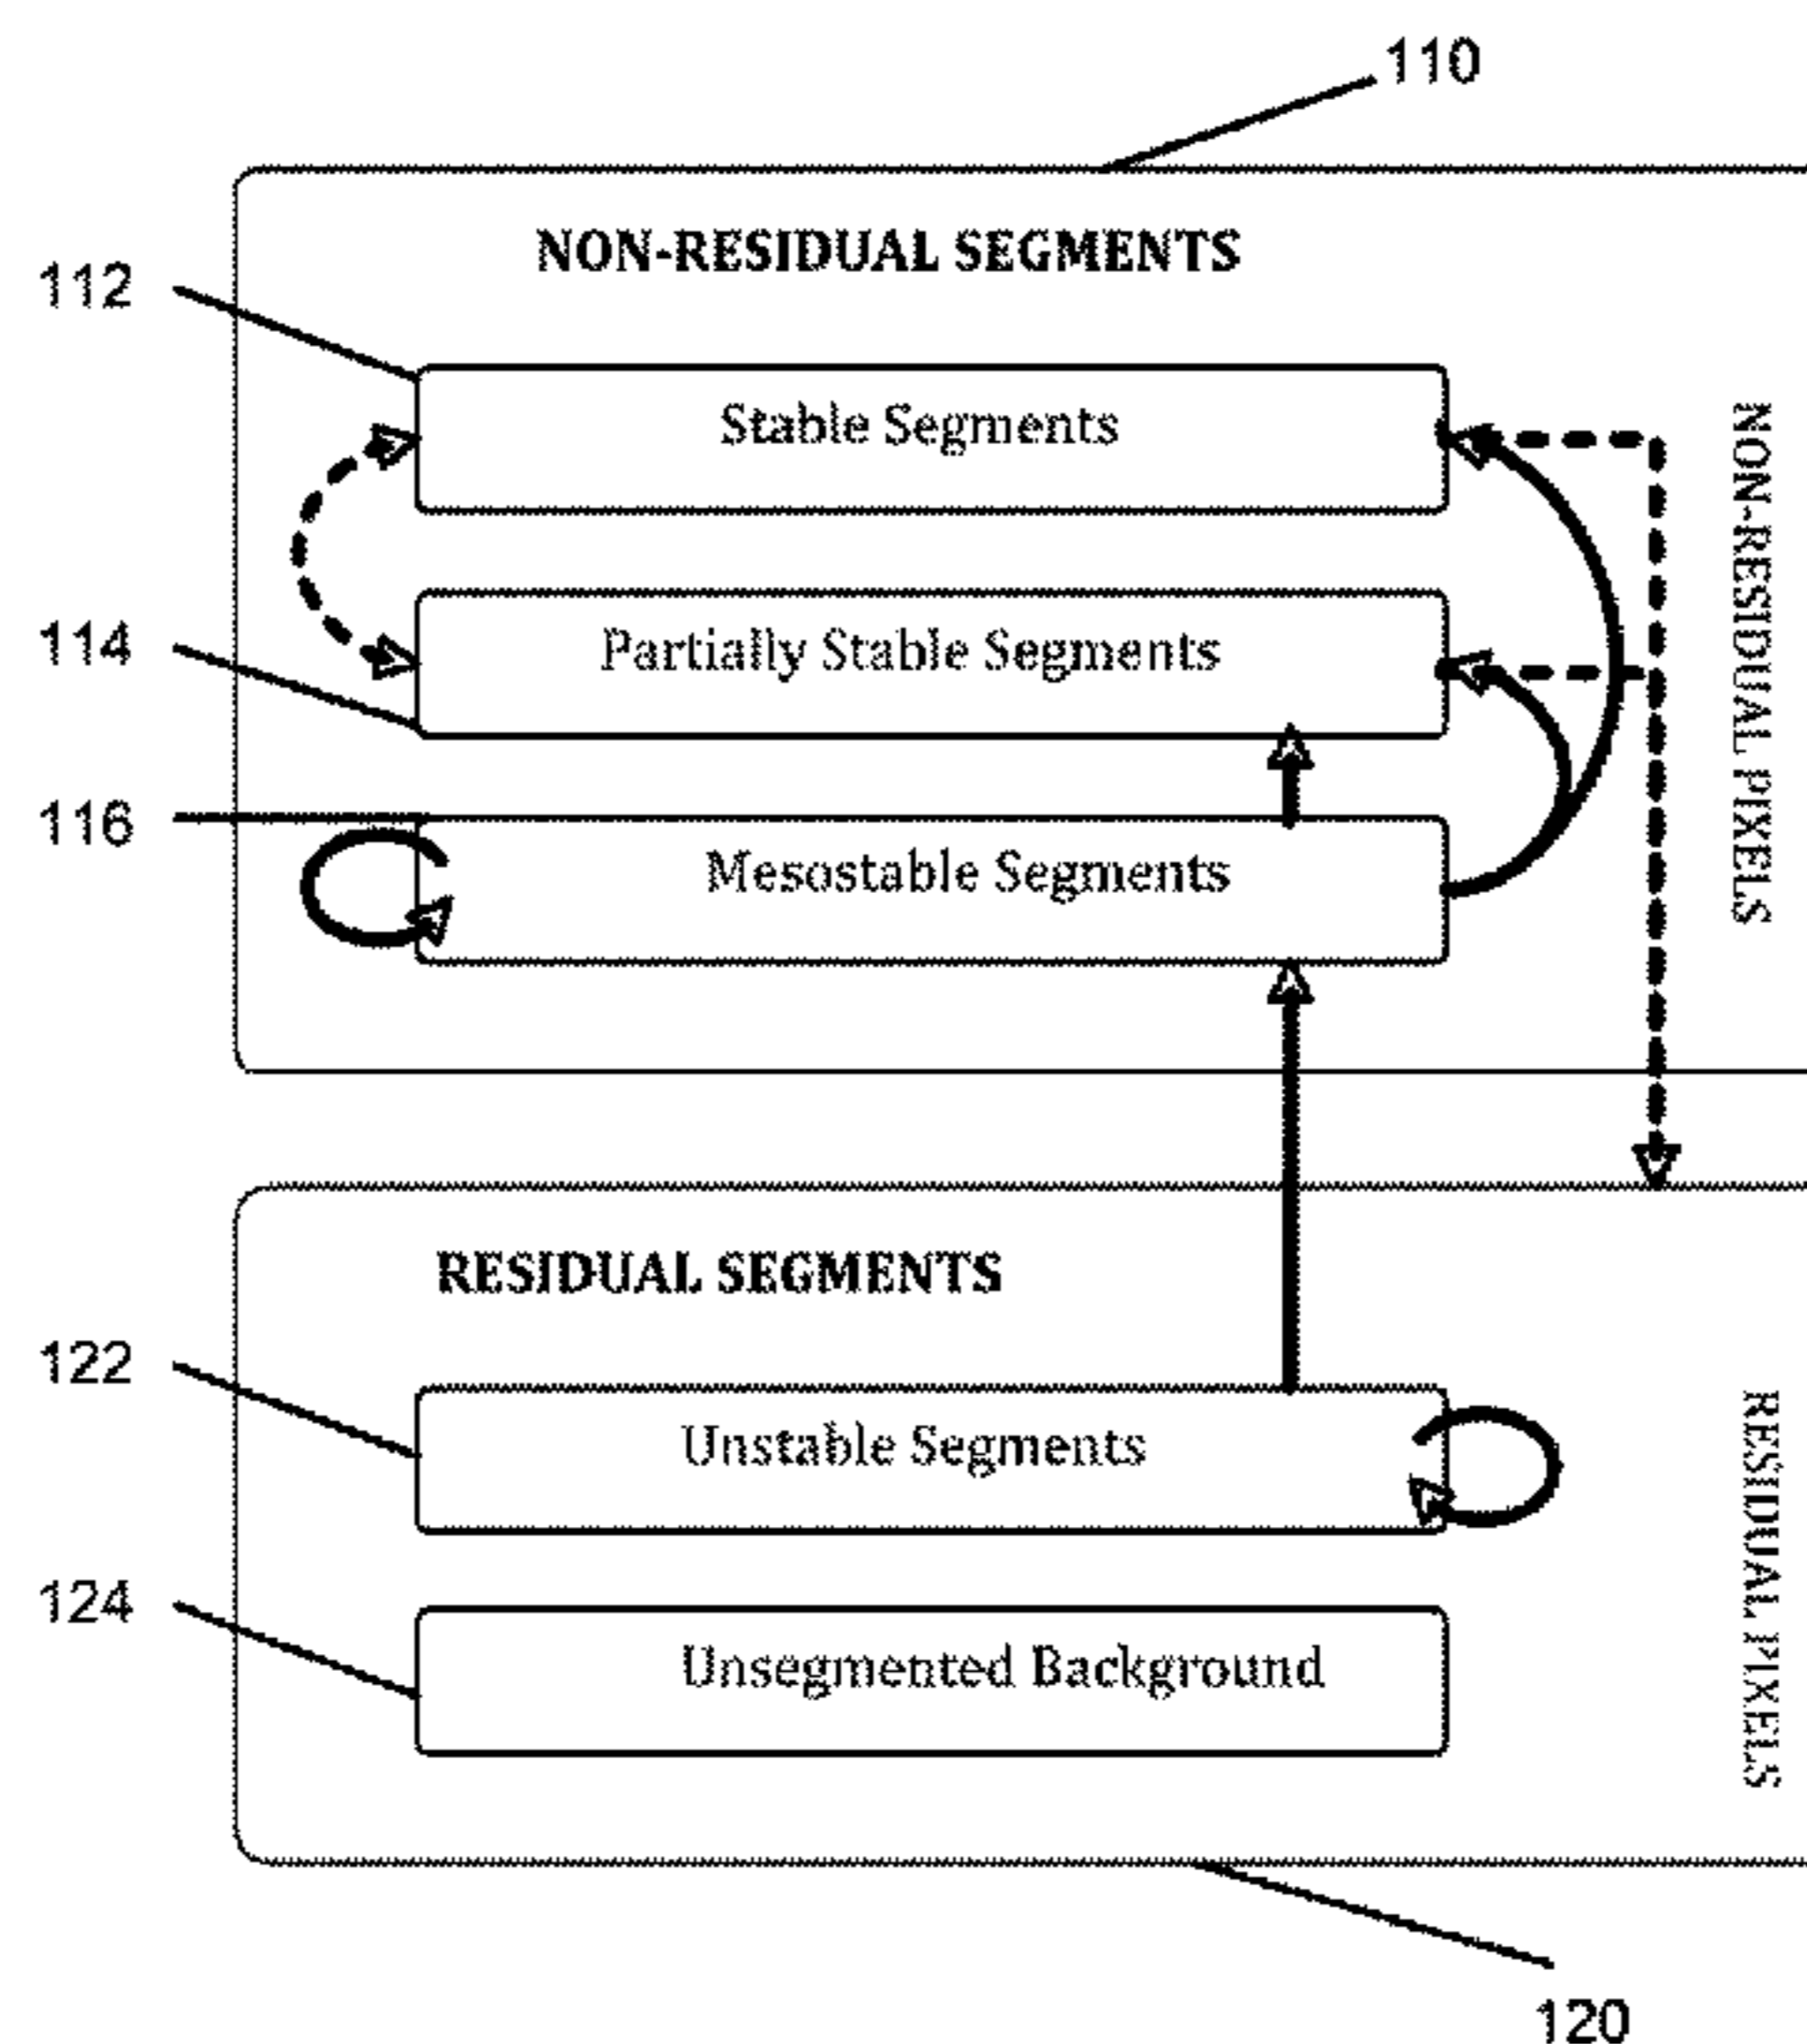 110
NON-RESIDUAL SEGMENTS
112
Stable Segments
NON-RESIDUAL PIXELS
114
Partially Stable Segments
116
Mesostable Segments
RESIDUAL SEGMENTS
122
Unstable Segments
RESIDUAL PIXELS
124
Unsegmented Background
120